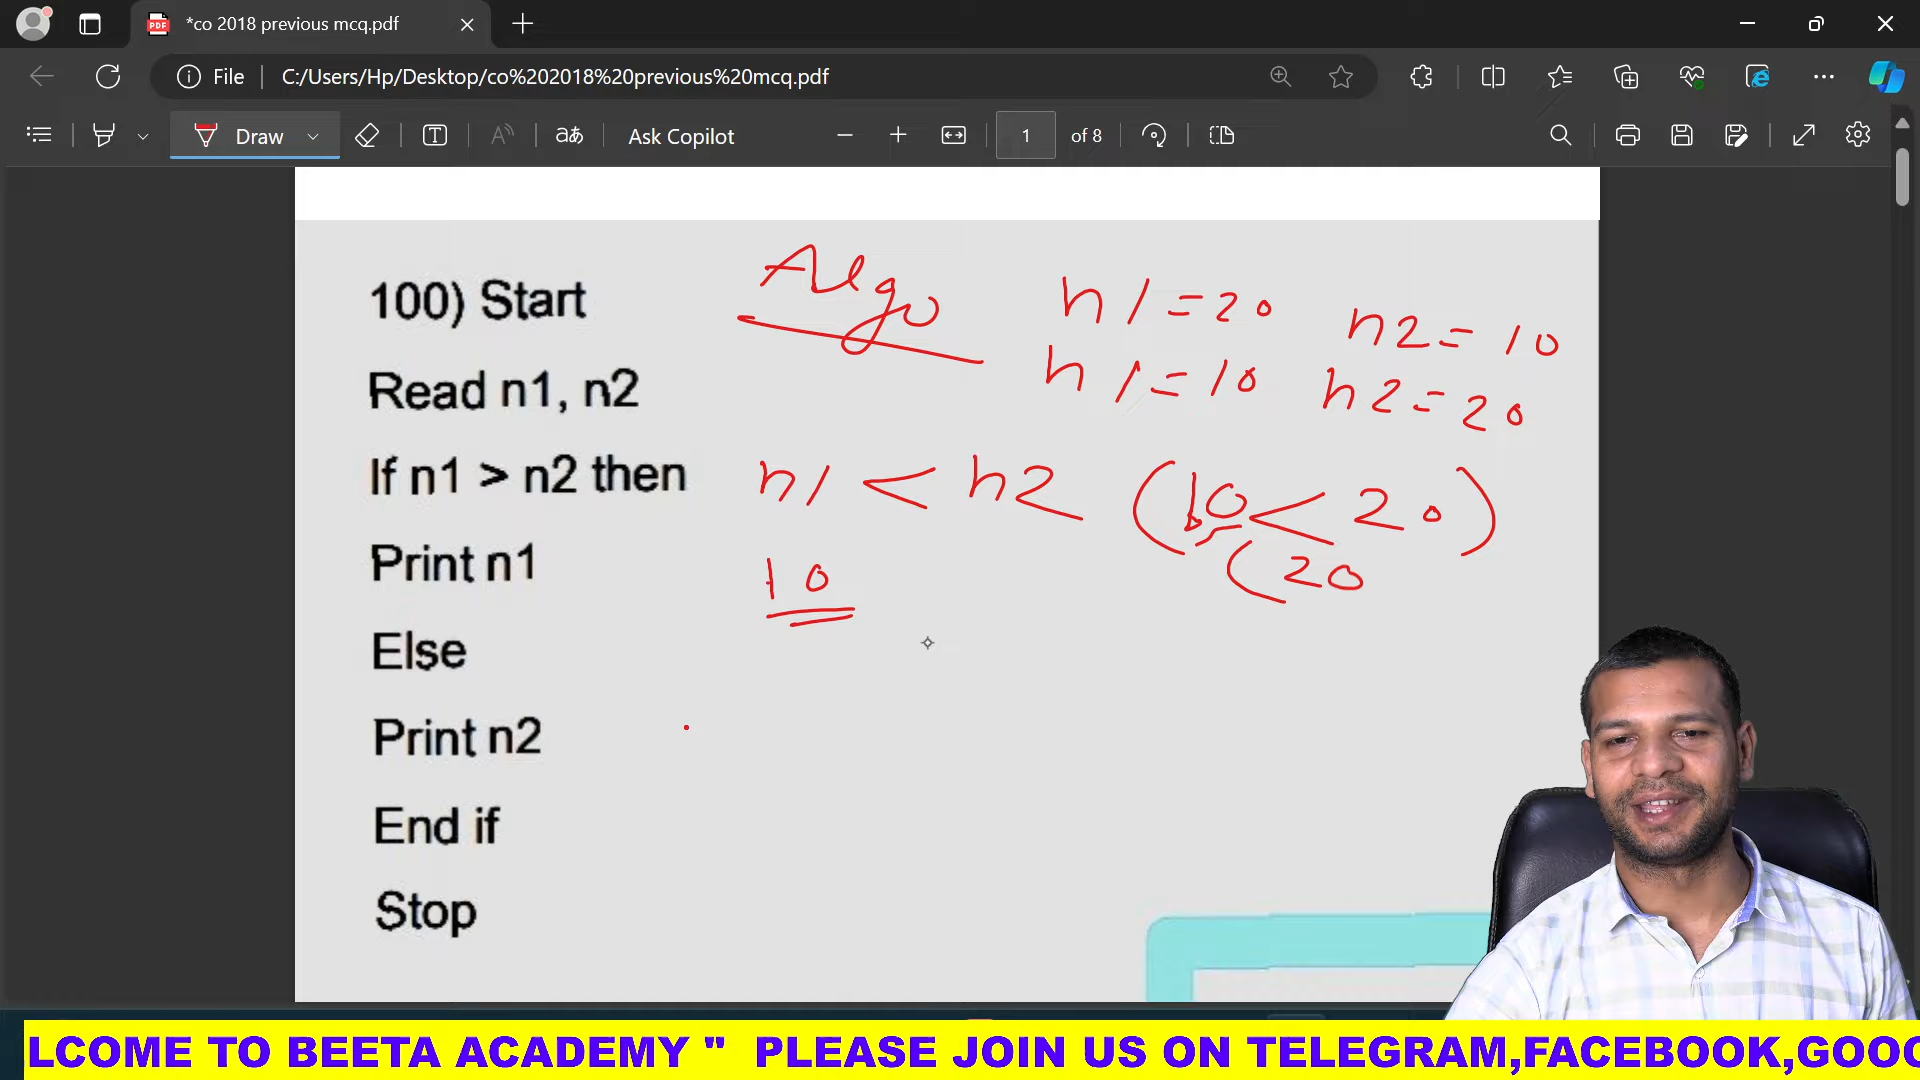 *co 2018 previous mcq.pdf
File C:/Users/Hp/Desktop/co%202018%20previous%20mcq.pdf
Draw Ask Copilot 1 of 8
Algo
n1=20 n2=10
n1=10 n2=20
100) Start
Read n1, n2
If n1 > n2 then n1 < n2 (10<20)
(20
Print n1 10
Else
Print n2
End if
Stop
LCOME TO BEETA ACADEMY " PLEASE JOIN US ON TELEGRAM,FACEBOOK,GOOG